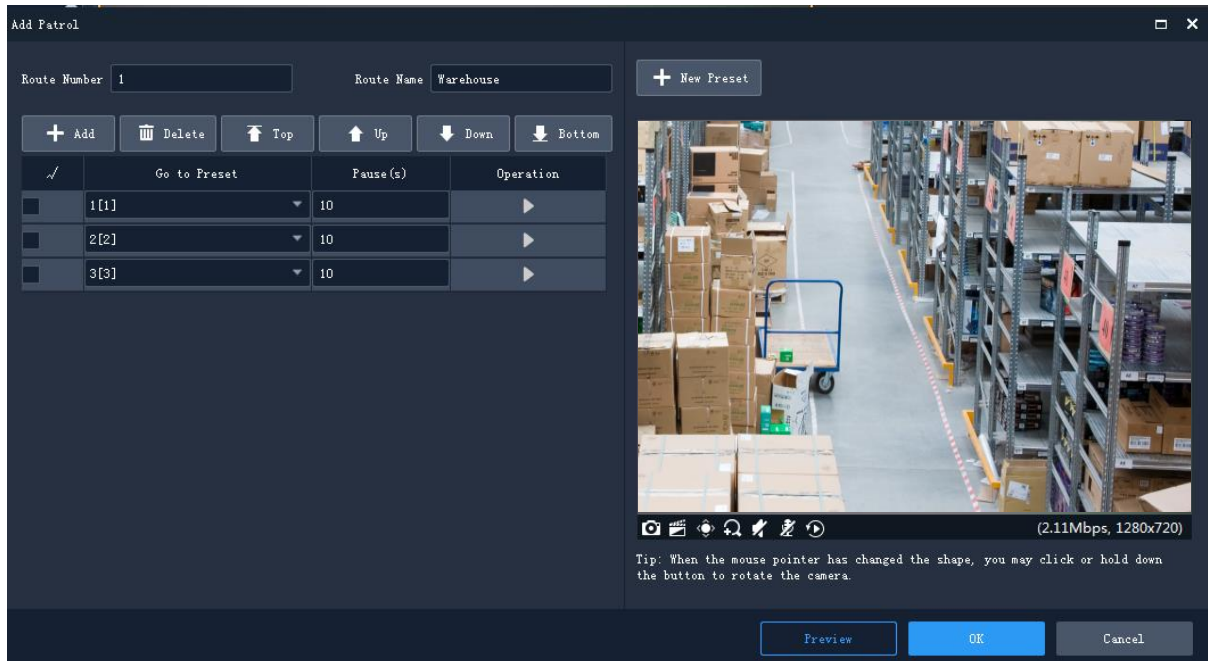 Add Patrol
Route Number 1 Route Name Warehouse
New Preset
Add Delete Top Up Down Bottom
√ Go to Preset Pause(s) Operation
1[1] 10
2[2] 10
3[3] 10
(2.11Mbps, 1280x720)
Tip: When the mouse pointer has changed the shape, you may click or hold down
the button to rotate the camera.
Preview OK Cancel